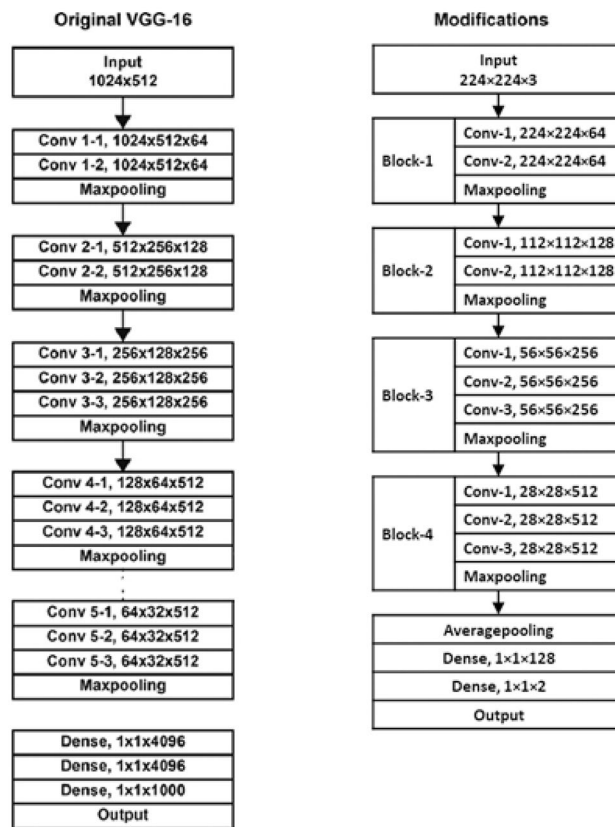 Original VGG-16
Input
1024x512
Conv 1-1, 1024x512x64
Conv 1-2, 1024x512x64
Maxpooling
Conv 2-1, 512x256x128
Conv 2-2, 512x256x128
Maxpooling
Conv 3-1, 256x128x256
Conv 3-2, 256x128x256
Conv 3-3, 256x128x256
Maxpooling
Conv 4-1, 128x64x512
Conv 4-2, 128x64x512
Conv 4-3, 128x64x512
Maxpooling
Conv 5-1, 64x32x512
Conv 5-2, 64x32x512
Conv 5-3, 64x32x512
Maxpooling
Dense, 1x1x4096
Dense, 1x1x4096
Dense, 1x1x1000
Output
Modifications
Input
224×224×3
Block-1
Conv-1, 224×224×64
Conv-2, 224×224×64
Maxpooling
Block-2
Conv-1, 112×112×128
Conv-2, 112×112×128
Maxpooling
Block-3
Conv-1, 56×56×256
Conv-2, 56×56×256
Conv-3, 56×56×256
Maxpooling
Block-4
Conv-1, 28×28×512
Conv-2, 28×28×512
Conv-3, 28×28×512
Maxpooling
Averagepooling
Dense, 1×1×128
Dense, 1×1×2
Output